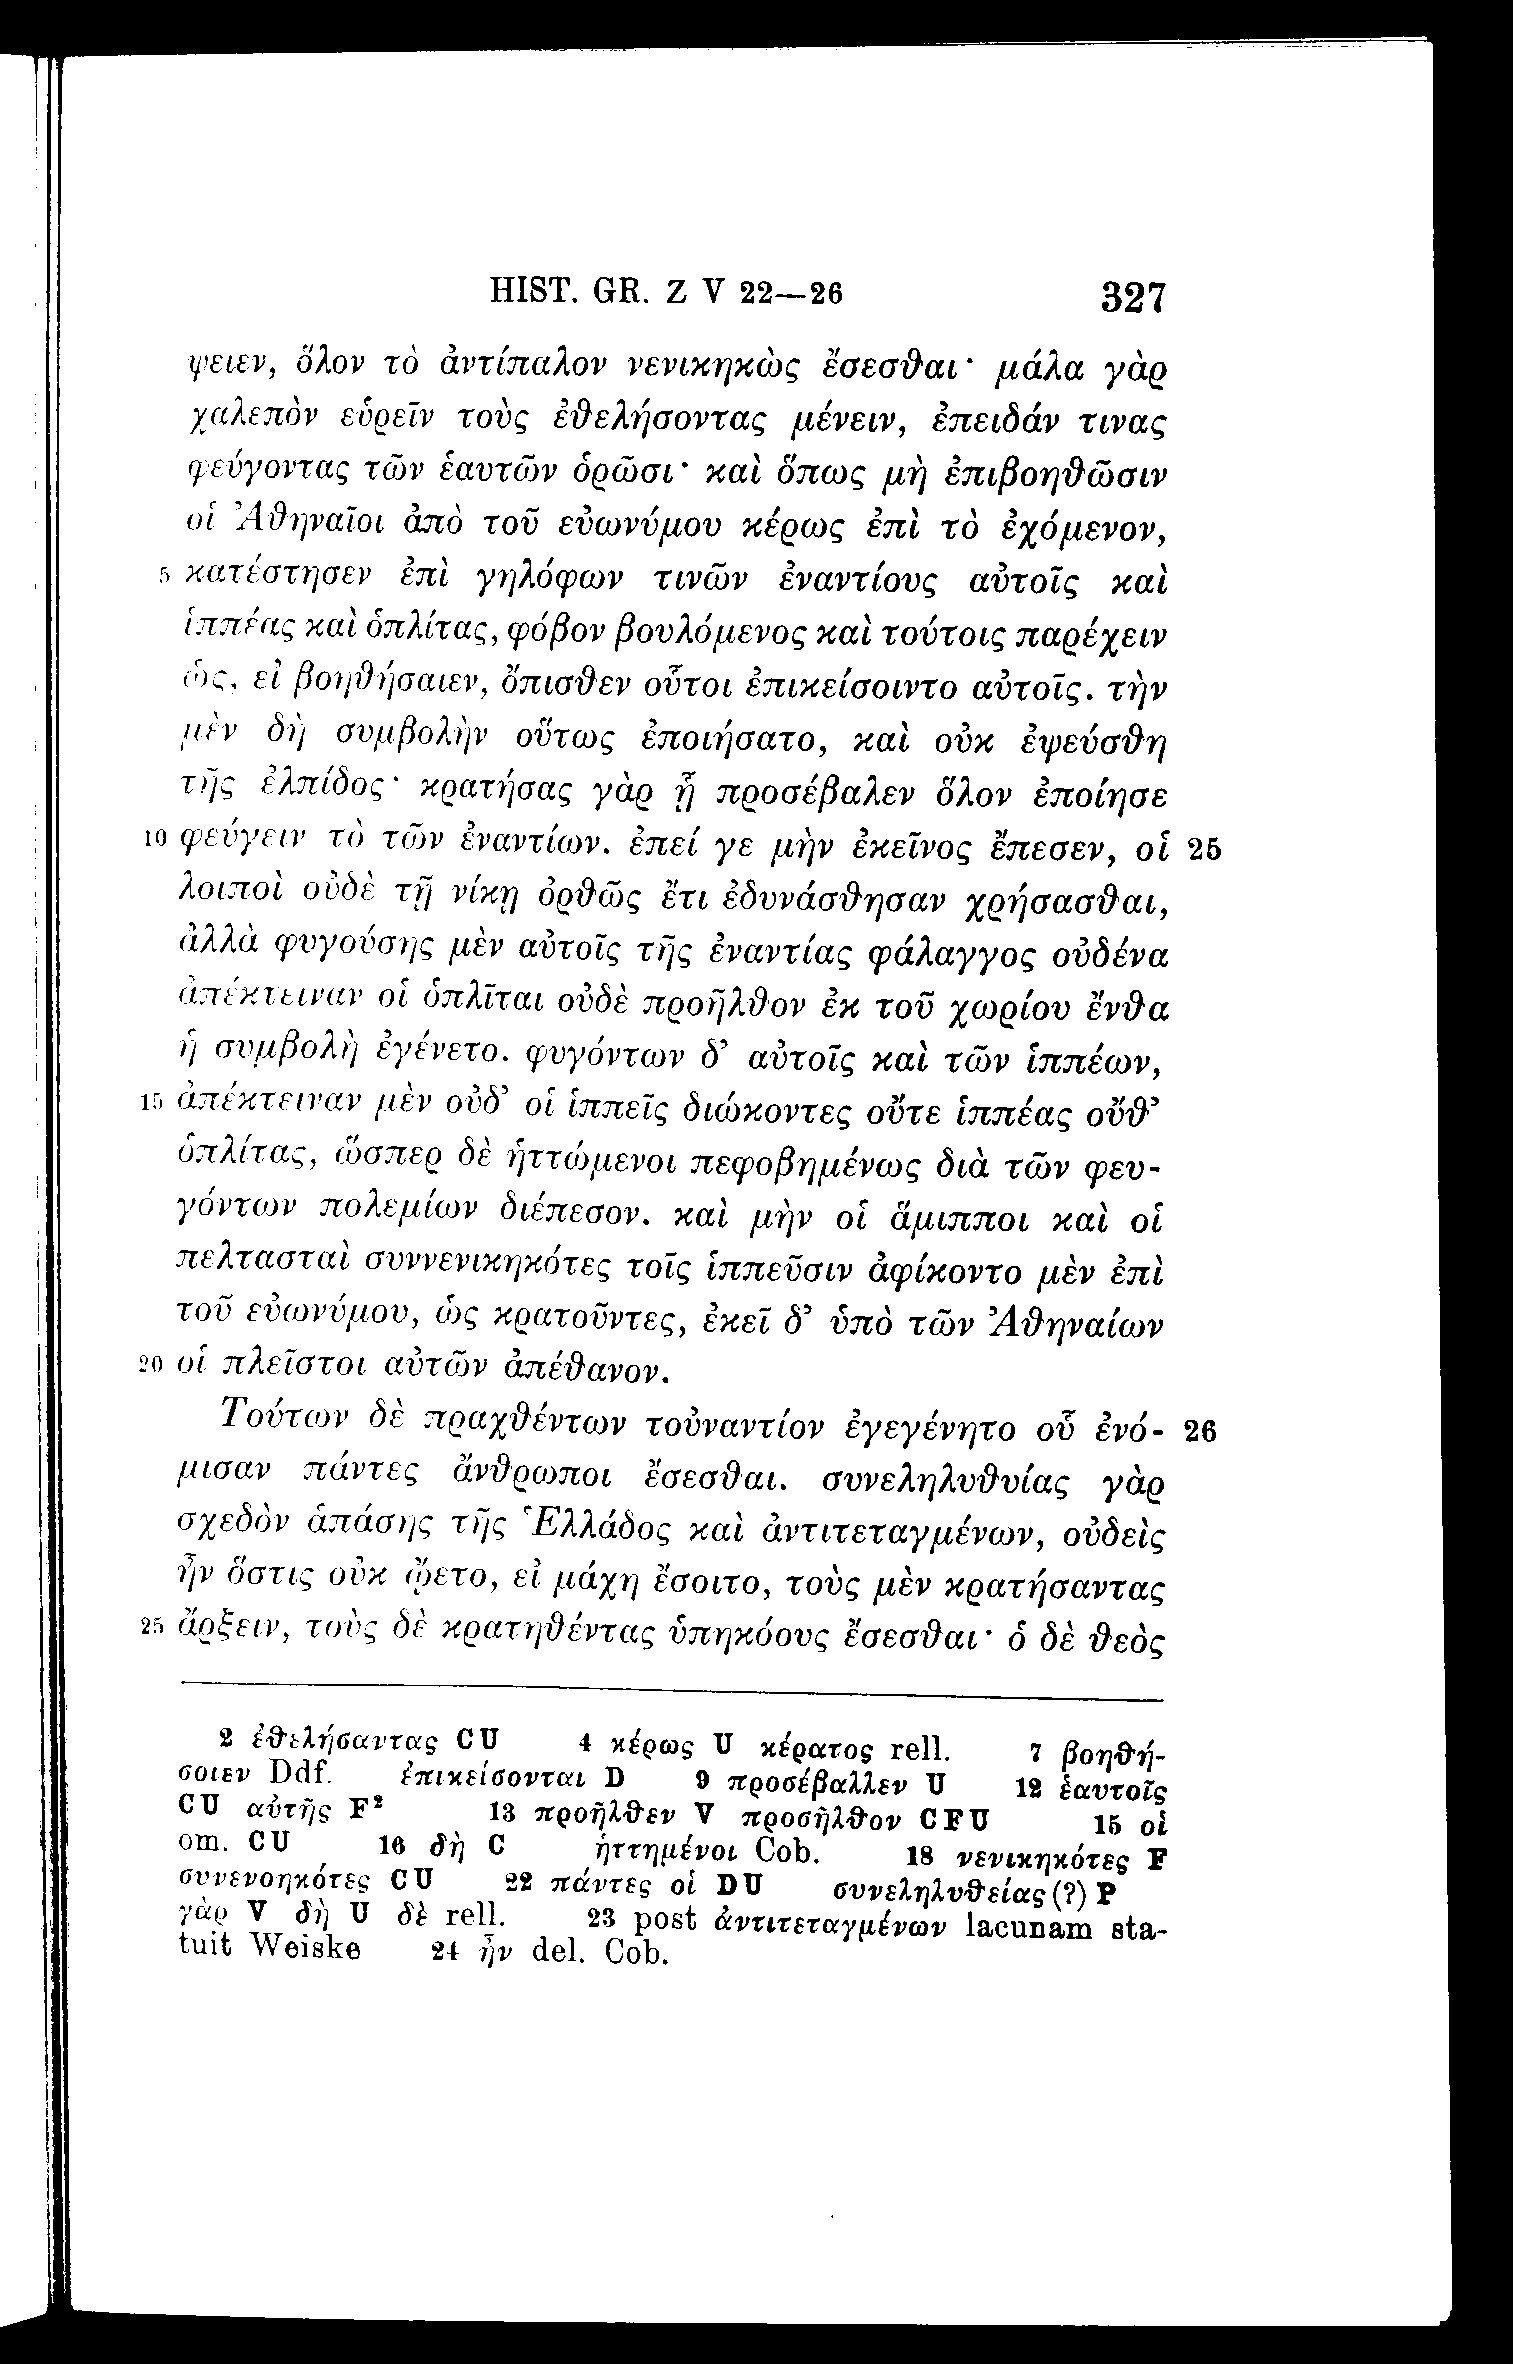 HIST. GR. Z V 22—26 327
ψειεν, ὅλον τὸ ἀντίπαλον νενικηκὼς ἔσεσθαι· μάλα γὰρ
χαλεπὸν εὑρεῖν τοὺς ἐθελήσοντας μένειν, ἐπειδάν τινας
φεύγοντας τῶν ἑαυτῶν ὁρῶσι· καὶ ὅπως μὴ ἐπιβοηθῶσιν
οἱ Ἀθηναῖοι ἀπὸ τοῦ εὐωνύμου κέρως ἐπὶ τὸ ἐχόμενον,
5 κατέστησεν ἐπὶ γηλόφων τινῶν ἐναντίους αὐτοῖς καὶ
ἱππέας καὶ ὁπλίτας, φόβον βουλόμενος καὶ τούτοις παρέχειν
ὡς, εἰ βοηθήσαιεν, ὄπισθεν οὗτοι ἐπικείσοιντο αὐτοῖς. τὴν
μὲν δὴ συμβολὴν οὕτως ἐποιήσατο, καὶ οὐκ ἐψεύσθη
τῆς ἐλπίδος· κρατήσας γὰρ ᾗ προσέβαλεν ὅλον ἐποίησε
10 φεύγειν τὸ τῶν ἐναντίων. ἐπεί γε μὴν ἐκεῖνος ἔπεσεν, οἱ 25
λοιποὶ οὐδὲ τῇ νίκῃ ὀρθῶς ἔτι ἐδυνάσθησαν χρήσασθαι,
ἀλλὰ φυγούσης μὲν αὐτοῖς τῆς ἐναντίας φάλαγγος οὐδένα
ἀπέκτειναν οἱ ὁπλῖται οὐδὲ προῆλθον ἐκ τοῦ χωρίου ἔνθα
ἡ συμβολὴ ἐγένετο. φυγόντων δ’ αὐτοῖς καὶ τῶν ἱππέων,
15 ἀπέκτειναν μὲν οὐδ’ οἱ ἱππεῖς διώκοντες οὔτε ἱππέας οὔθ’
ὁπλίτας, ὥσπερ δὲ ἡττώμενοι πεφοβημένως διὰ τῶν φευ-
γόντων πολεμίων διέπεσον. καὶ μὴν οἱ ἅμιπποι καὶ οἱ
πελτασταὶ συννενικηκότες τοῖς ἱππεῦσιν ἀφίκοντο μὲν ἐπὶ
τοῦ εὐωνύμου, ὡς κρατοῦντες, ἐκεῖ δ’ ὑπὸ τῶν Ἀθηναίων
20 οἱ πλεῖστοι αὐτῶν ἀπέθανον.
Τούτων δὲ πραχθέντων τοὐναντίον ἐγεγένητο οὗ ἐνό- 26
μισαν πάντες ἄνθρωποι ἔσεσθαι. συνεληλυθυίας γὰρ
σχεδὸν ἁπάσης τῆς Ἑλλάδος καὶ ἀντιτεταγμένων, οὐδεὶς
ἦν ὅστις οὐκ ᾤετο, εἰ μάχη ἔσοιτο, τοὺς μὲν κρατήσαντας
25 ἄρξειν, τοὺς δὲ κρατηθέντας ὑπηκόους ἔσεσθαι· ὁ δὲ θεὸς
2 ἐθελήσαντας CU 4 κέρως U κέρατος rell. 7 βοηθή-
σοιεν Ddf. ἐπικείσονται D 9 προσέβαλλεν U 12 ἑαυτοῖς
CU αὐτῆς F² 13 προῆλθεν V προσῆλθον CFU 15 οἱ
om. CU 16 δὴ C ἡττημένοι Cob. 18 νενικηκότες F
συνενοηκότες CU 22 πάντες οἱ DU συνεληλυθείας (?) P
γὰρ V δὴ U δὲ rell. 23 post ἀντιτεταγμένων lacunam sta-
tuit Weiske 24 ἦν del. Cob.